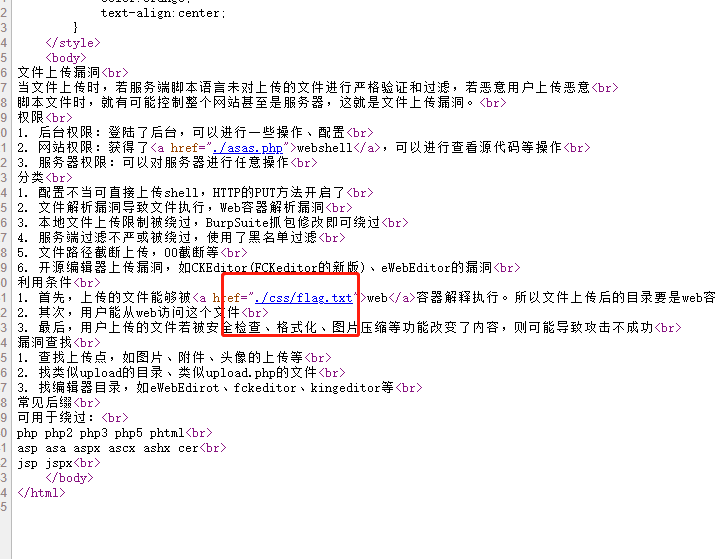 text-align:center;
}
</style>
<body>
文件上传漏洞<br>
当文件上传时，若服务端脚本语言未对上传的文件进行严格验证和过滤，若恶意用户上传恶意<br>
脚本文件时，就有可能控制整个网站甚至是服务器，这就是文件上传漏洞。<br>
权限<br>
1. 后台权限：登陆了后台，可以进行一些操作、配置<br>
2. 网站权限：获得了<a href="./asas.php">webshell</a>，可以进行查看源代码等操作<br>
3. 服务器权限：可以对服务器进行任意操作<br>
分类<br>
1. 配置不当可直接上传shell，HTTP的PUT方法开启了<br>
2. 文件解析漏洞导致文件执行，Web容器解析漏洞<br>
3. 本地文件上传限制被绕过，BurpSuite抓包修改即可绕过<br>
4. 服务端过滤不严或被绕过，使用了黑名单过滤<br>
5. 文件路径截断上传，00截断等<br>
6. 开源编辑器上传漏洞，如CKEditor(FCKeditor的新版)、eWebEditor的漏洞<br>
利用条件<br>
1. 首先，上传的文件能够被<a href="./css/flag.txt">web</a>容器解释执行。所以文件上传后的目录要是web容
2. 其次，用户能从web访问这个文件<br>
3. 最后，用户上传的文件若被安全检查、格式化、图片压缩等功能改变了内容，则可能导致攻击不成功<br>
漏洞查找<br>
1. 查找上传点，如图片、附件、头像的上传等<br>
2. 找类似upload的目录、类似upload.php的文件<br>
3. 找编辑器目录，如eWebEdirot、fckeditor、kingeditor等<br>
常见后缀<br>
可用于绕过：<br>
php php2 php3 php5 phtml<br>
asp asa aspx ascx ashx cer<br>
jsp jspx<br>
</body>
</html>